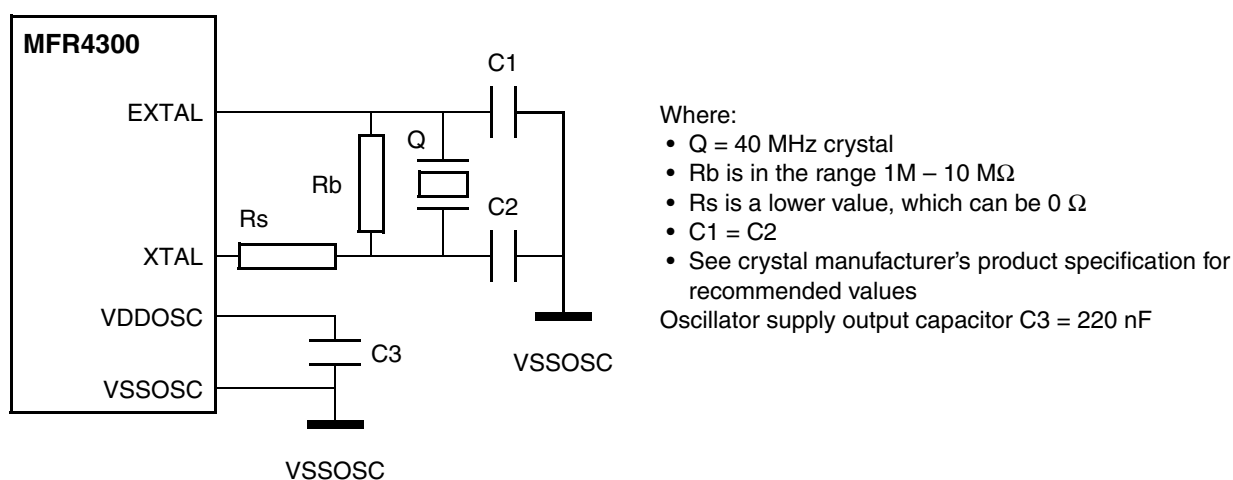 MFR4300
EXTAL
XTAL
VDDOSC
VSSOSC
C1
Q
Rb
C2
Rs
C3
VSSOSC
VSSOSC
Where:
• Q = 40 MHz crystal
• Rb is in the range 1M – 10 MΩ
• Rs is a lower value, which can be 0 Ω
• C1 = C2
• See crystal manufacturer's product specification for
recommended values
Oscillator supply output capacitor C3 = 220 nF